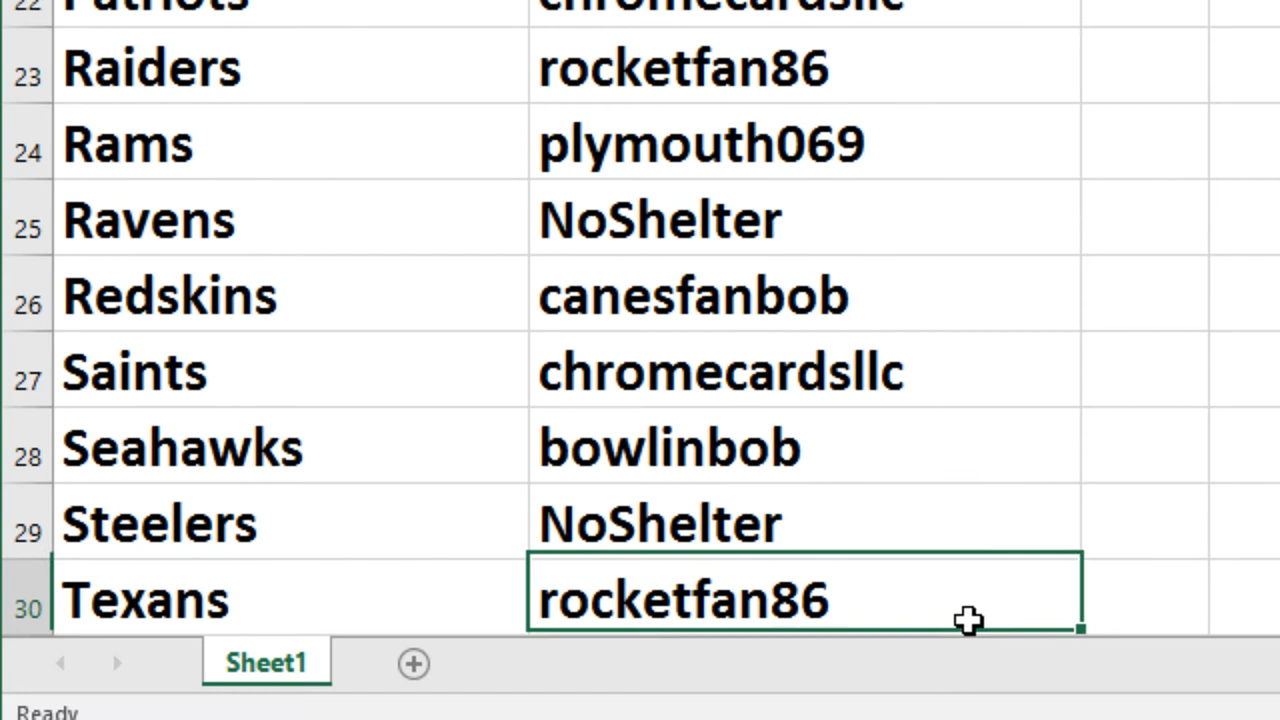 22 Patriots chromecardsllc
23 Raiders rocketfan86
24 Rams plymouth069
25 Ravens NoShelter
26 Redskins canesfanbob
27 Saints chromecardsllc
28 Seahawks bowlinbob
29 Steelers NoShelter
30 Texans rocketfan86
Sheet1
Ready